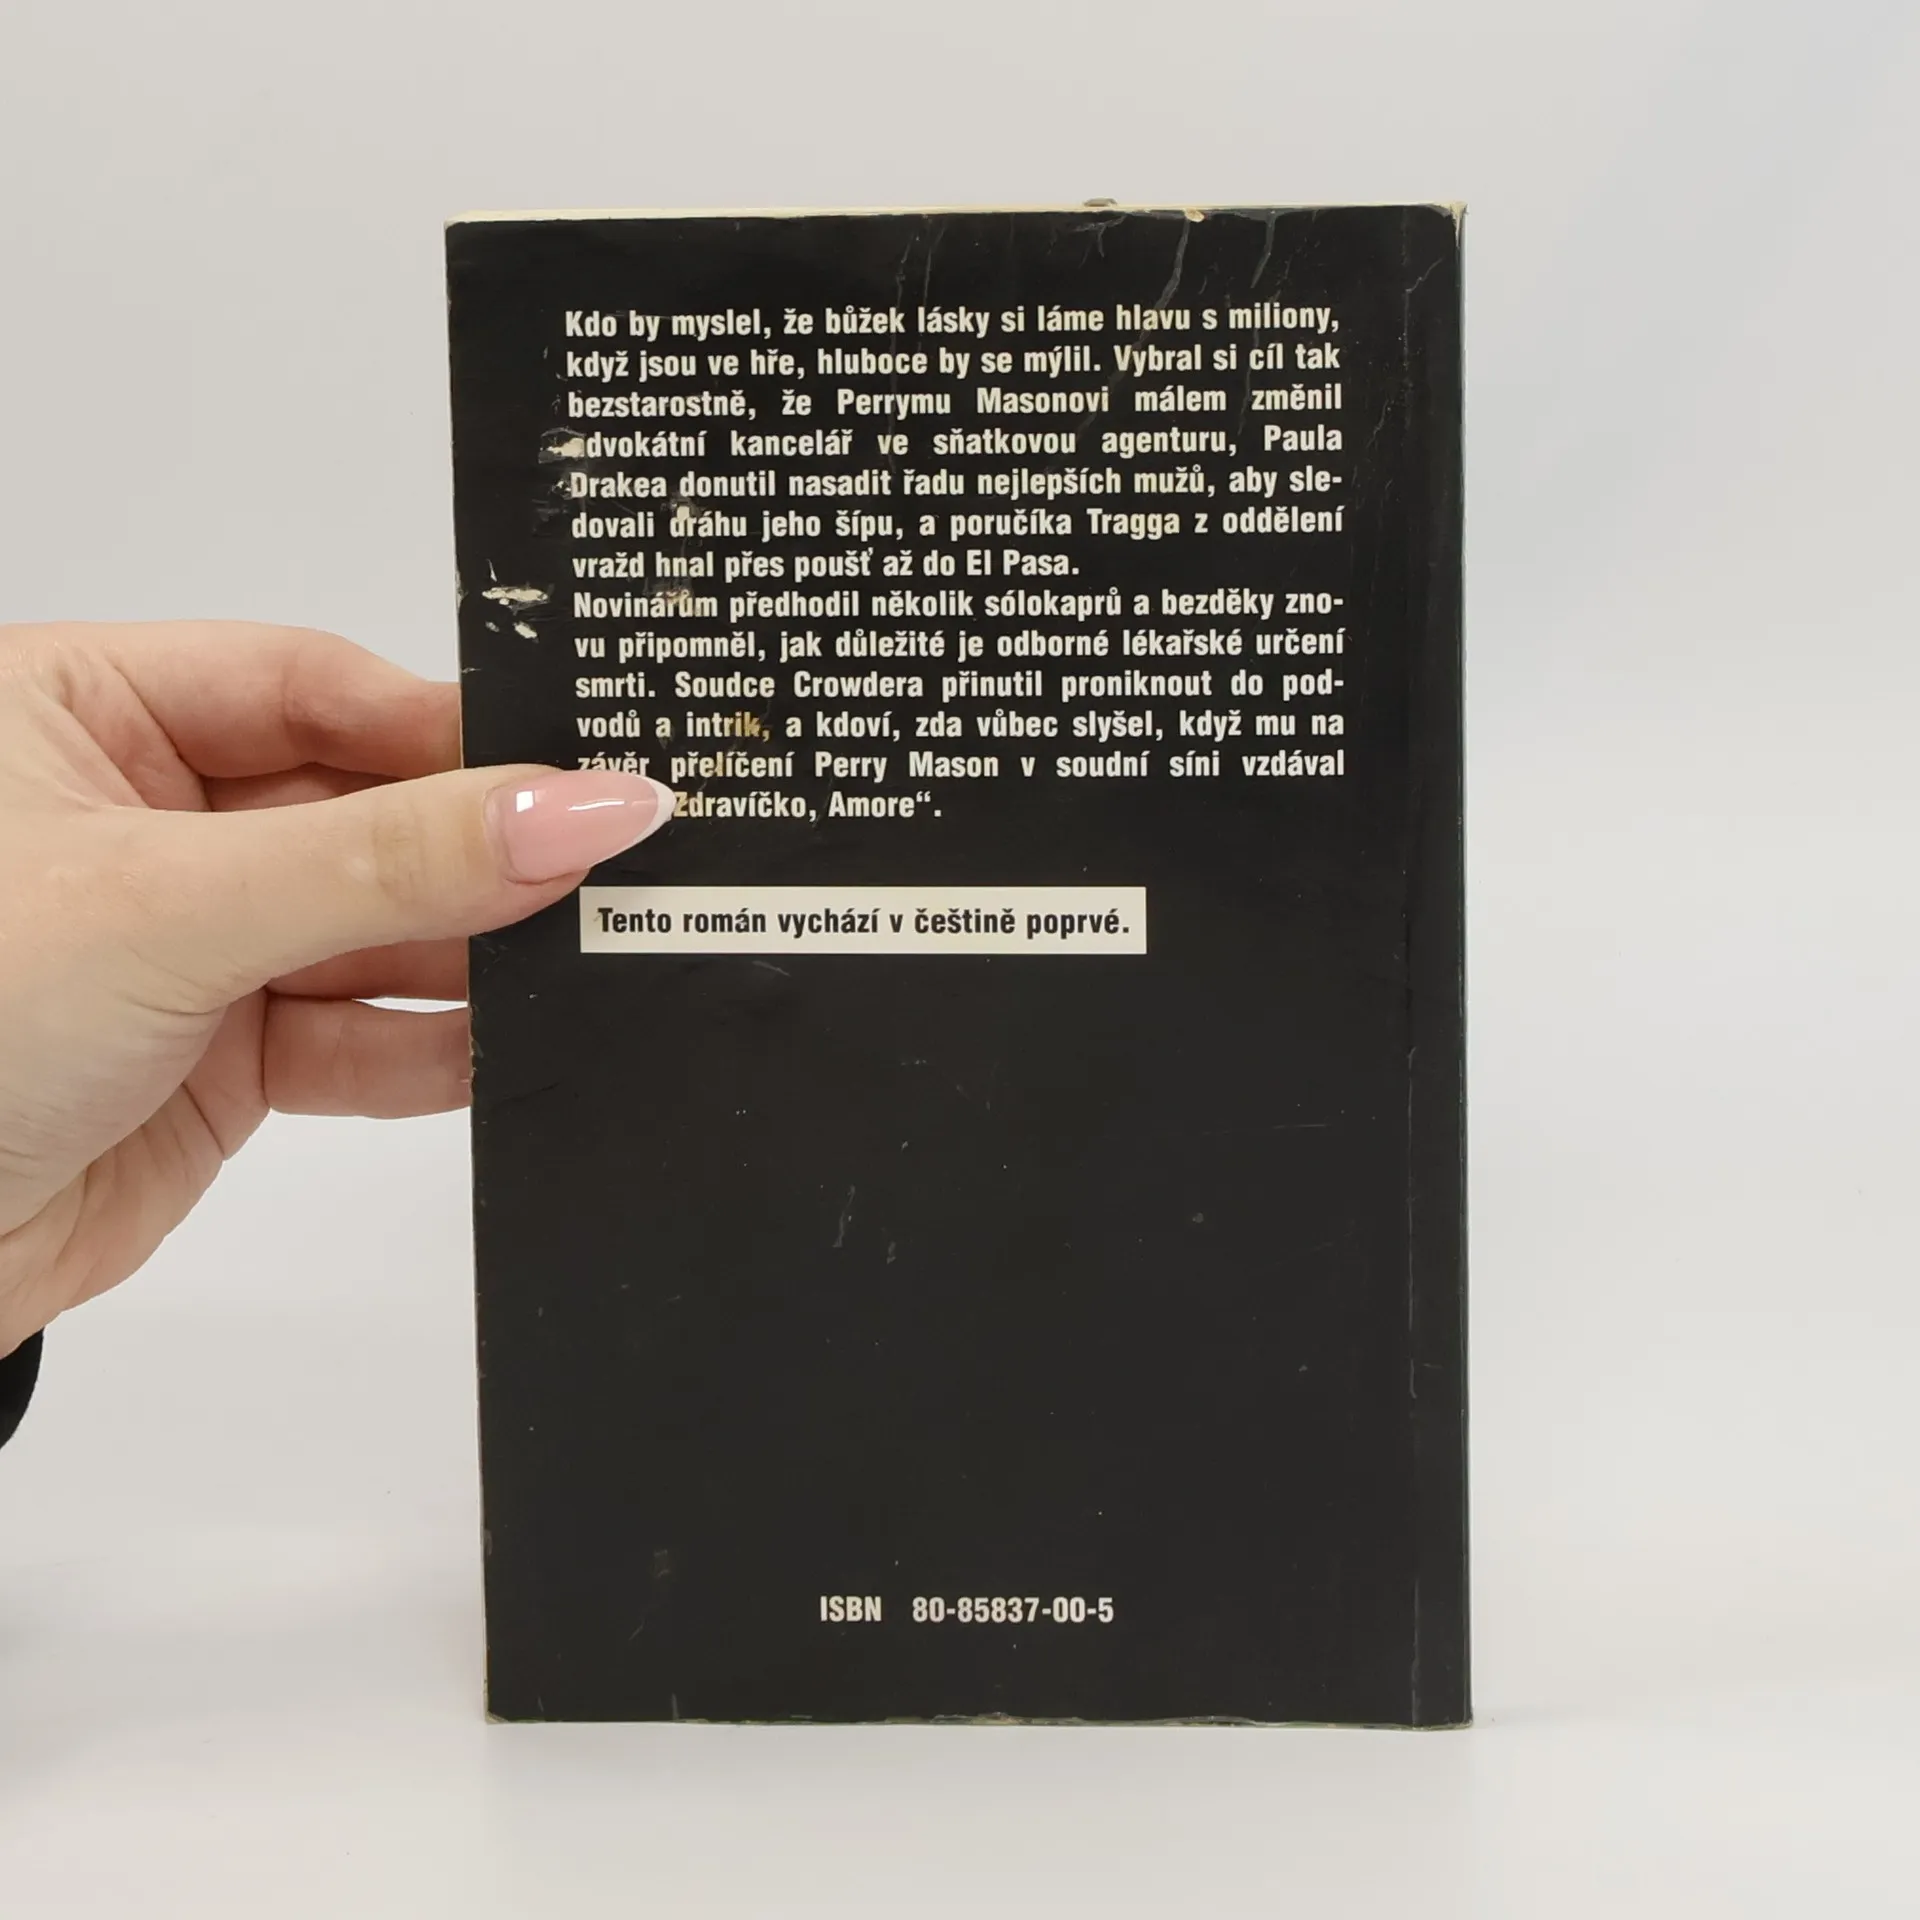 Kdo by myslel, že bůžek lásky si láme hlavu s miliony,
když jsou ve hře, hluboce by se mýlil. Vybral si cíl tak
bezstarostně, že Perrymu Masonovi málem změnil
advokátní kancelář ve sňatkovou agenturu, Paula
Drakea donutil nasadit řadu nejlepších mužů, aby sle-
dovali dráhu jeho šípu, a poručíka Tragga z oddělení
vražd hnal přes poušť až do El Pasa.
Novinářům předhodil několik sólokaprů a bezděky zno-
vu připomněl, jak důležité je odborné lékařské určení
smrti. Soudce Crowdera přinutil proniknout do pod-
vodů a intrik, a kdoví, zda vůbec slyšel, když mu na
závěr přelíčení Perry Mason v soudní síni vzdával
Zdravíčko, Amore“.
Tento román vychází v češtině poprvé.
ISBN 80-85837-00-5